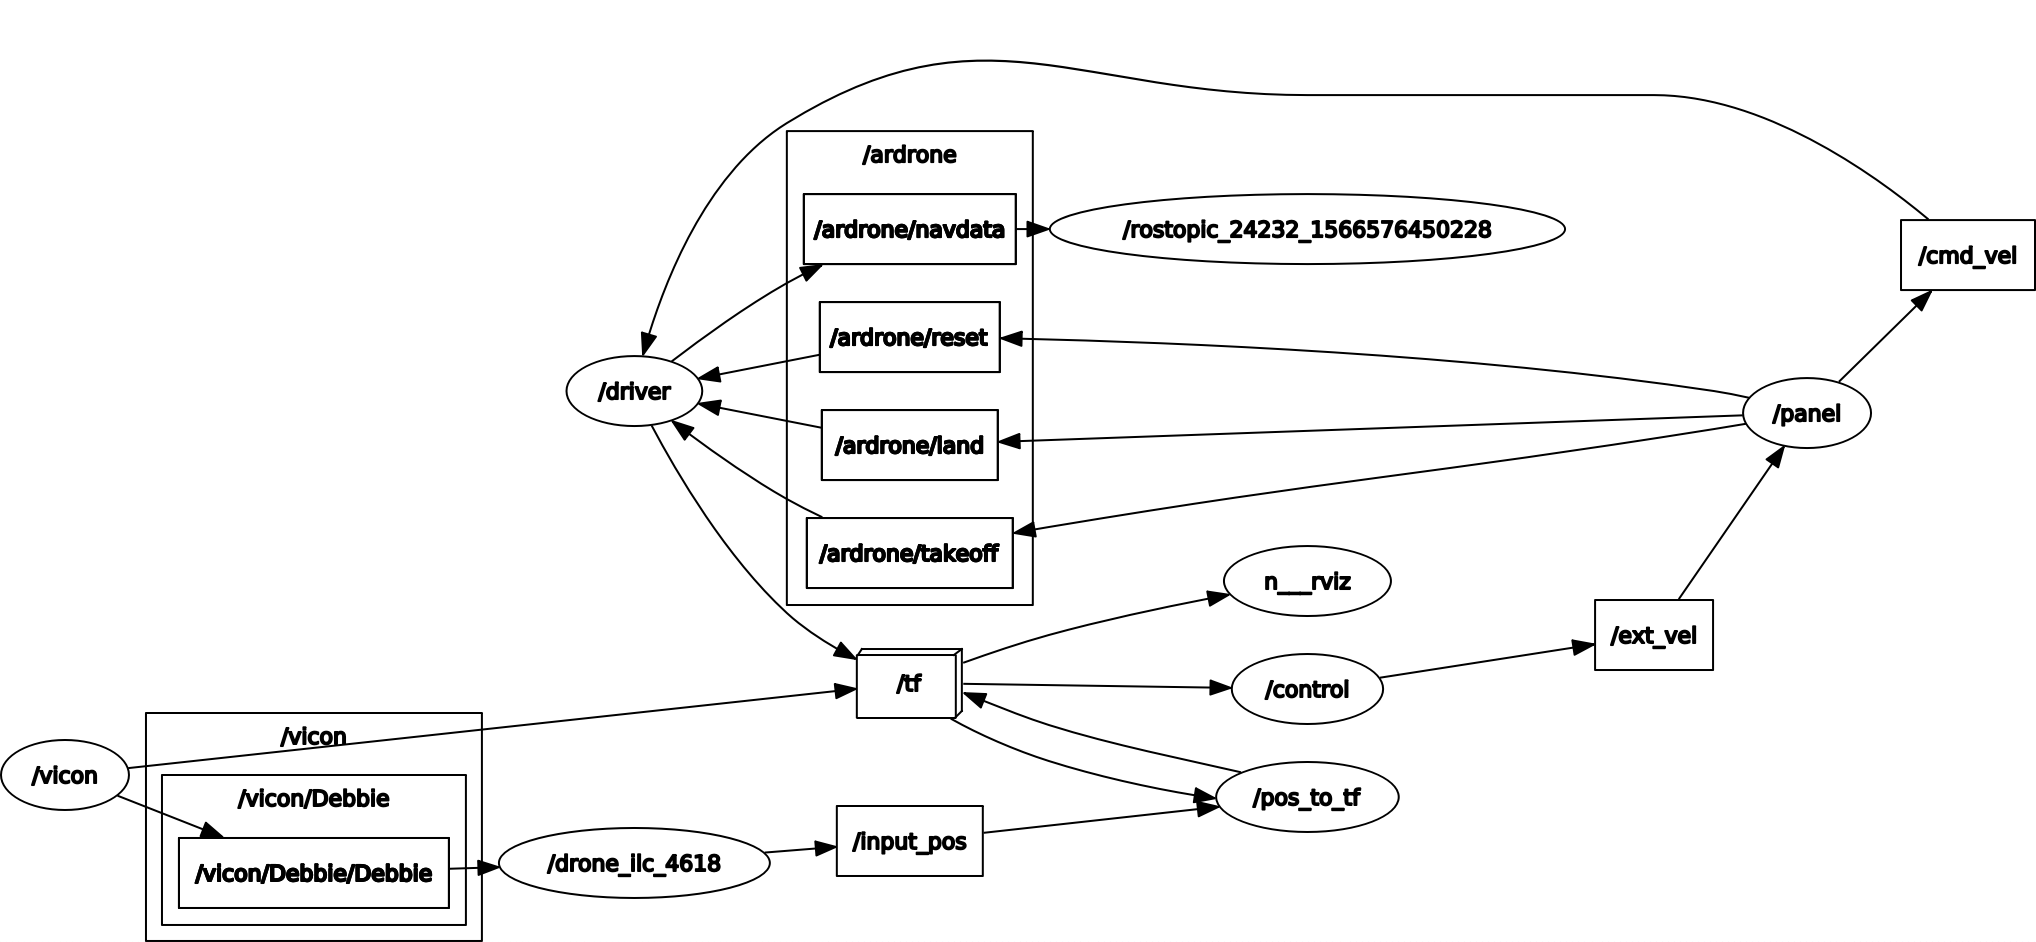 /ardrone
/ardrone/navdata
/rostopic_24232_1566576450228
/cmd_vel
/ardrone/reset
/driver
/panel
/ardrone/land
/ardrone/takeoff
n___rviz
/ext_vel
/tf
/control
/vicon
/vicon
/vicon/Debbie
/pos_to_tf
/input_pos
/vicon/Debbie/Debbie
/drone_ilc_4618